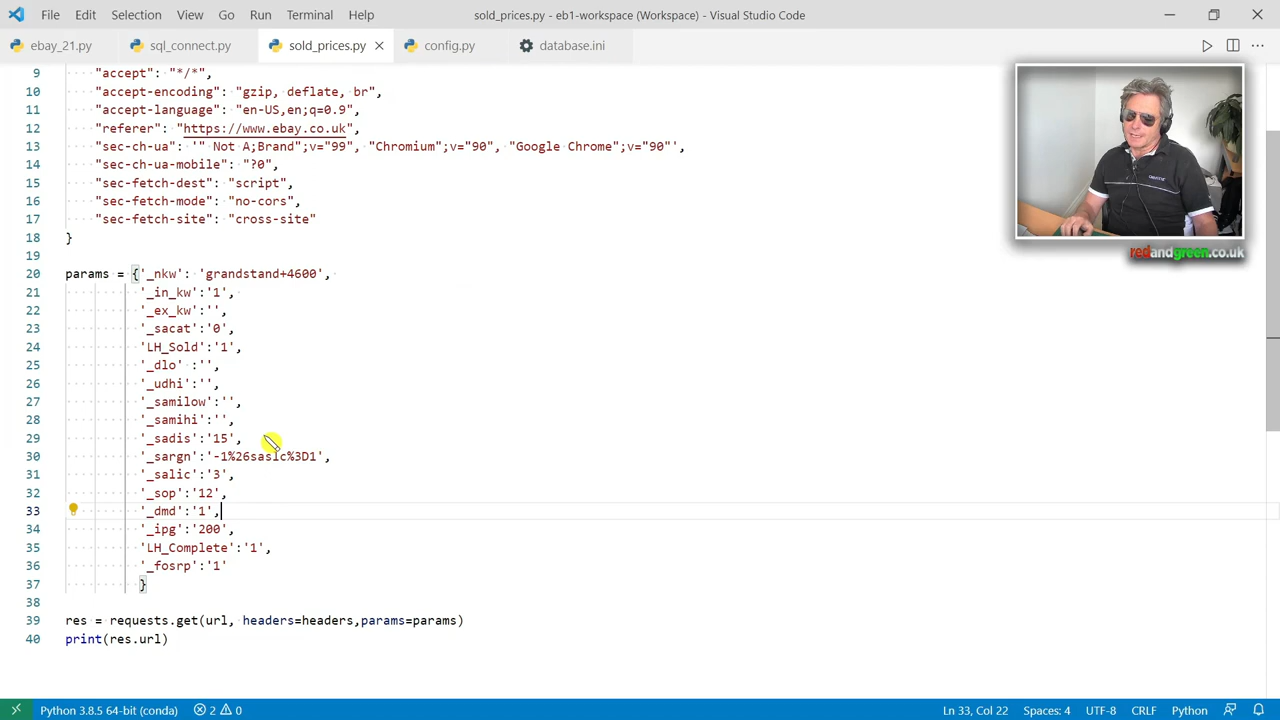 File Edit Selection View Go Run Terminal Help sold_prices.py - eb1-workspace (Workspace) - Visual Studio Code
ebay_21.py sql_connect.py sold_prices.py config.py database.ini
9 "accept": "*/*",
10 "accept-encoding": "gzip, deflate, br",
11 "accept-language": "en-US,en;q=0.9",
12 "referer": "https://www.ebay.co.uk",
13 "sec-ch-ua": '" Not A;Brand";v="99", "Chromium";v="90", "Google Chrome";v="90"',
14 "sec-ch-ua-mobile": "?0",
15 "sec-fetch-dest": "script",
16 "sec-fetch-mode": "no-cors",
17 "sec-fetch-site": "cross-site"
18 }
19
20 params = {'_nkw': 'grandstand+4600',
21 '_in_kw':'1',
22 '_ex_kw':'',
23 '_sacat':'0',
24 'LH_Sold':'1',
25 '_dlo' :'',
26 '_udhi':'',
27 '_samilow':'',
28 '_samihi':'',
29 '_sadis':'15',
30 '_sargn':'-1%26saslc%3D1',
31 '_salic':'3',
32 '_sop':'12',
33 '_dmd':'1',
34 '_ipg':'200',
35 'LH_Complete':'1',
36 '_fosrp':'1'
37 }
38
39 res = requests.get(url, headers=headers,params=params)
40 print(res.url)
redandgreen.co.uk
Python 3.8.5 64-bit (conda) 2 0 Ln 33, Col 22 Spaces: 4 UTF-8 CRLF Python